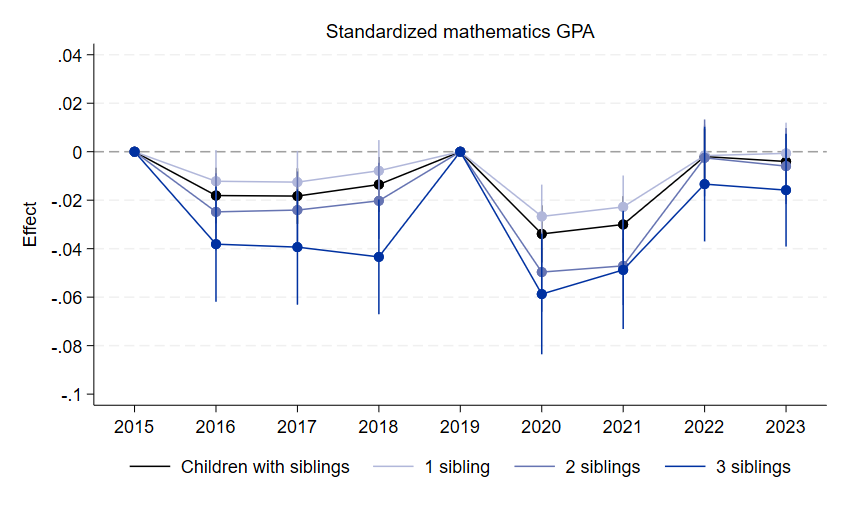 Standardized mathematics GPA
.04
.02
0
-.02
-.04
-.06
-.08
-.1
Effect
2015 2016 2017 2018 2019 2020 2021 2022 2023
Children with siblings 1 sibling 2 siblings 3 siblings